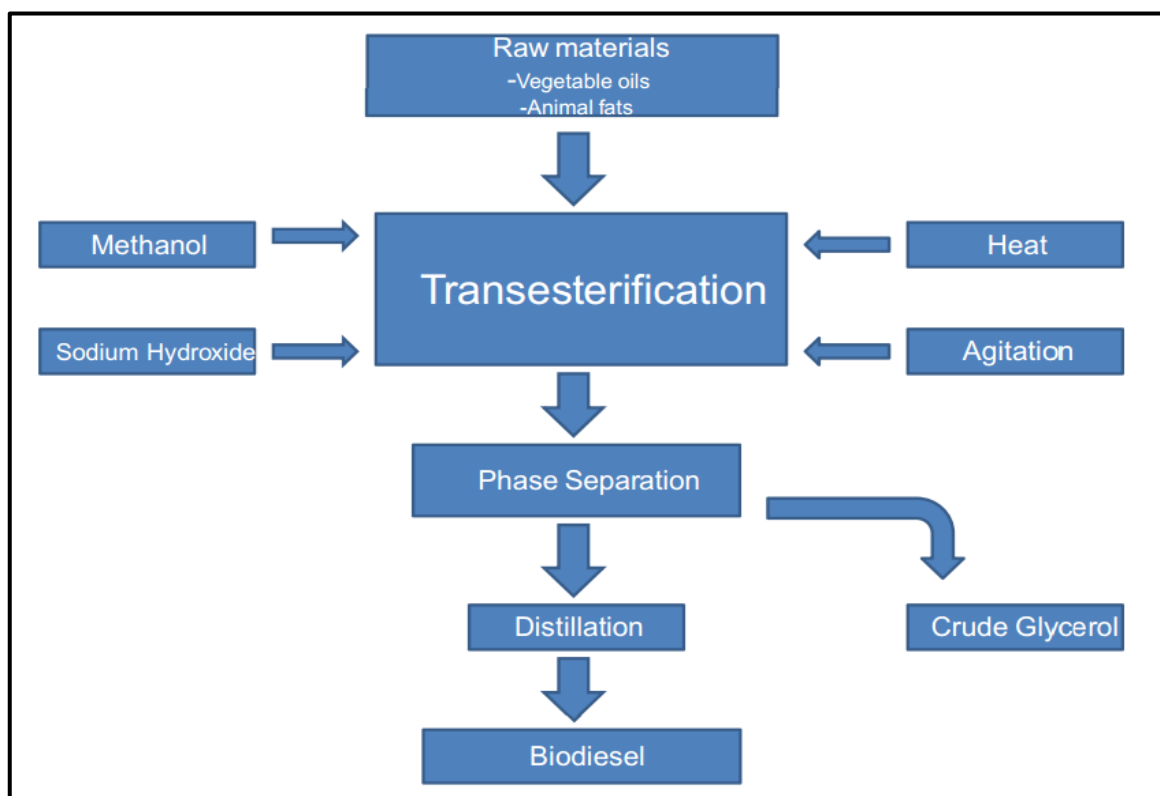 Raw materials
-Vegetable oils
-Animal fats
Methanol
Heat
Transesterification
Sodium Hydroxide
Agitation
Phase Separation
Distillation
Crude Glycerol
Biodiesel